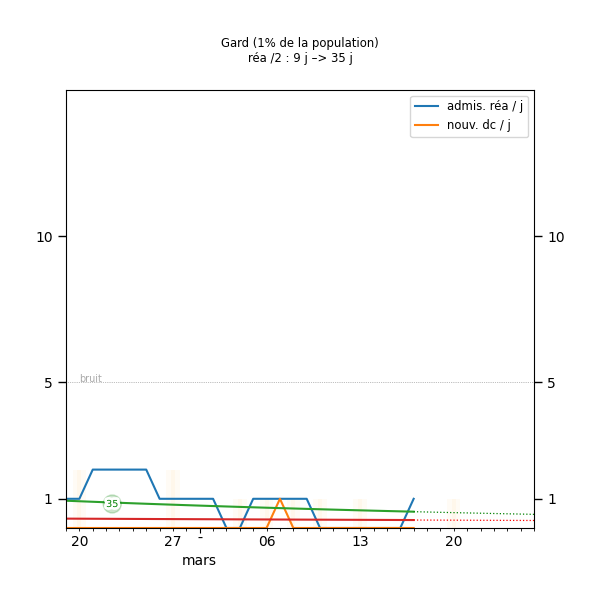 Gard (1% de la population)
réa /2 : 9 j –> 35 j
admis. réa / j
nouv. dc / j
10
10
bruit
5
5
35
1
1
20
27
-
06
13
20
mars